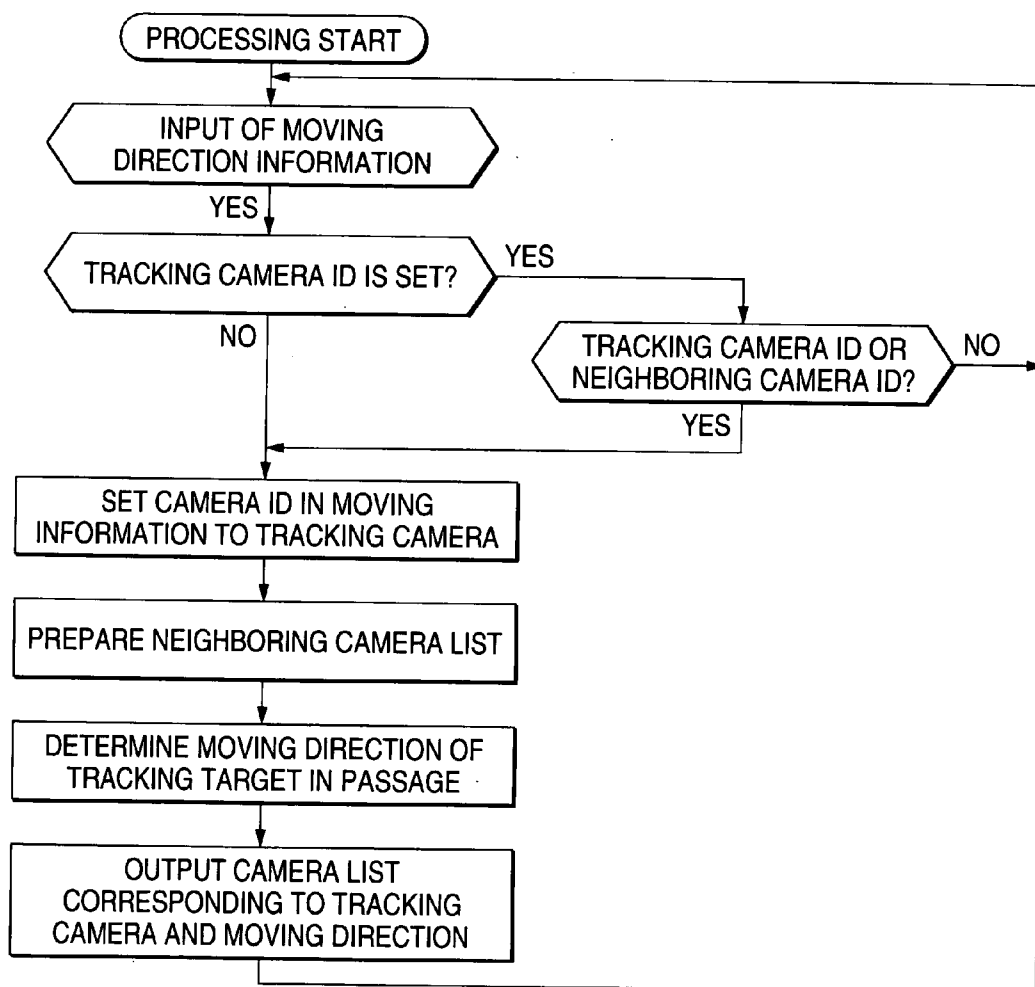 PROCESSING START
INPUT OF MOVING
DIRECTION INFORMATION
YES
TRACKING CAMERA ID IS SET?
YES
NO
TRACKING CAMERA ID OR
NEIGHBORING CAMERA ID?
NO
YES
SET CAMERA ID IN MOVING
INFORMATION TO TRACKING CAMERA
PREPARE NEIGHBORING CAMERA LIST
DETERMINE MOVING DIRECTION OF
TRACKING TARGET IN PASSAGE
OUTPUT CAMERA LIST
CORRESPONDING TO TRACKING
CAMERA AND MOVING DIRECTION